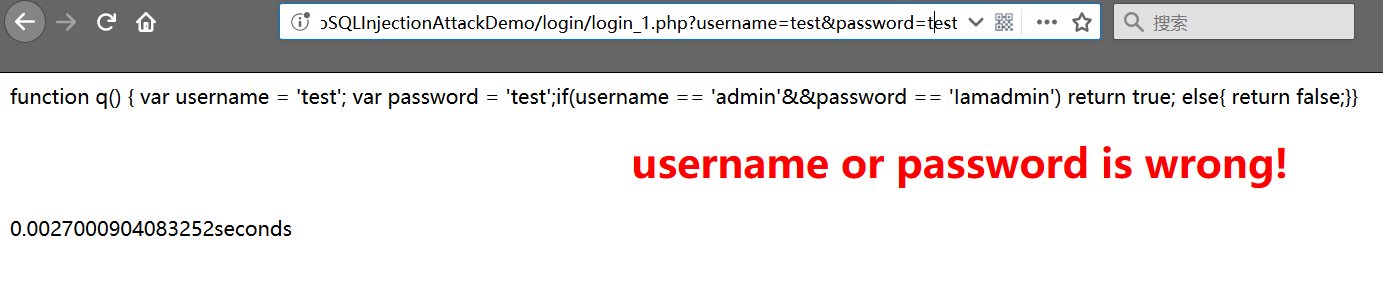 oSQLInjectionAttackDemo/login/login_1.php?username=test&password=test
搜索
function q() { var username = 'test'; var password = 'test';if(username == 'admin'&&password == 'Iamadmin') return true; else{ return false;}}
username or password is wrong!
0.0027000904083252seconds